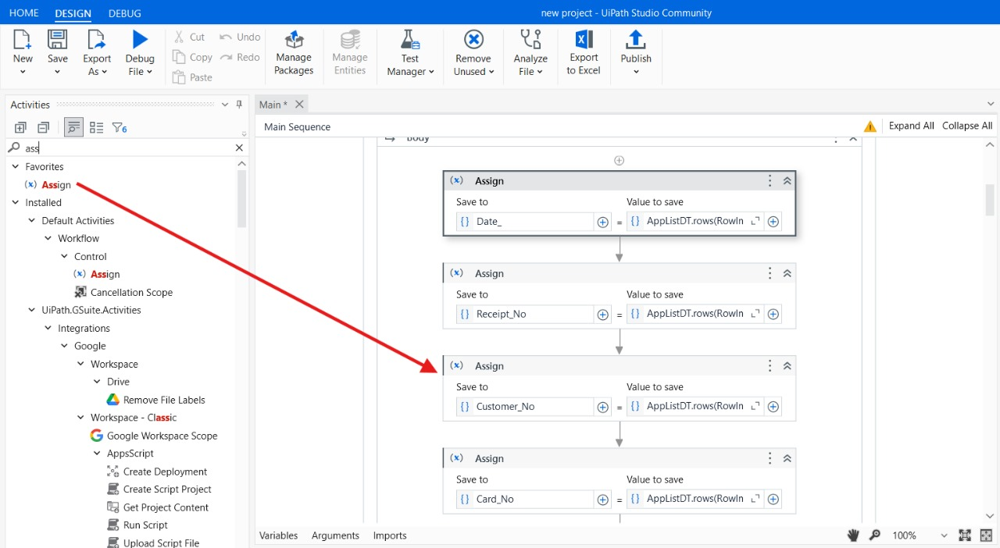 HOME DESIGN DEBUG new project - UiPath Studio Community
New Save Export As Debug File Cut Copy Paste Undo Redo Manage Packages Manage Entities Test Manager Remove Unused Analyze File Export to Excel Publish
Activities
6
ass
Favorites
Assign
Installed
Default Activities
Workflow
Control
Assign
Cancellation Scope
UiPath.GSuite.Activities
Integrations
Google
Workspace
Drive
Remove File Labels
Workspace - Classic
Google Workspace Scope
AppsScript
Create Deployment
Create Script Project
Get Project Content
Run Script
Upload Script File
Main *
Main Sequence Expand All Collapse All
Body
Assign
Save to Value to save
Date_ = AppListDT.rows(RowIn
Assign
Save to Value to save
Receipt_No = AppListDT.rows(RowIn
Assign
Save to Value to save
Customer_No = AppListDT.rows(RowIn
Assign
Save to Value to save
Card_No = AppListDT.rows(RowIn
Variables Arguments Imports 100%